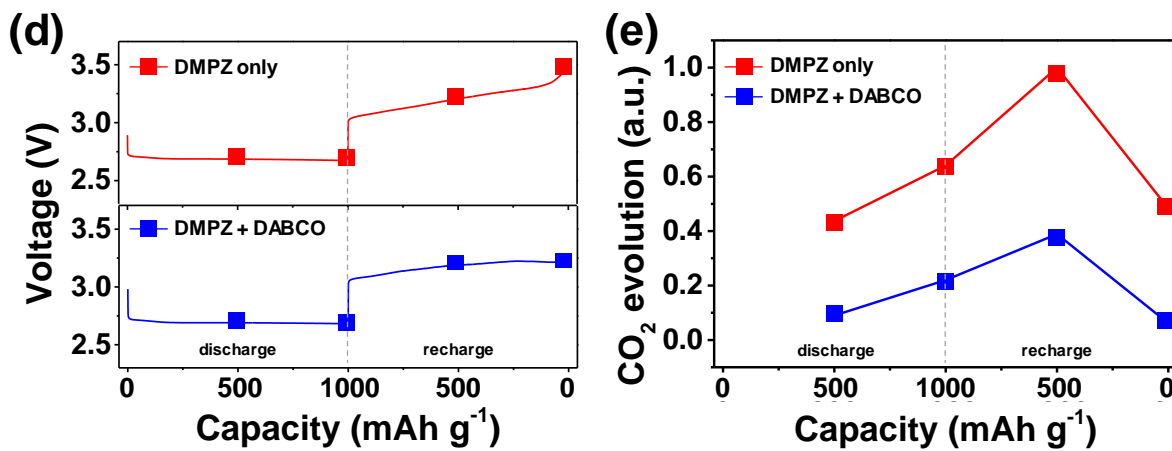 (d)
Voltage (V)
3.5
3.0
2.5
DMPZ only
3.5
3.0
2.5
DMPZ + DABCO
discharge
recharge
0 500 1000 500 0
Capacity (mAh g⁻¹)
(e)
CO₂ evolution (a.u.)
1.0
0.8
0.6
0.4
0.2
0.0
DMPZ only
DMPZ + DABCO
discharge
recharge
0 500 1000 500 0
Capacity (mAh g⁻¹)